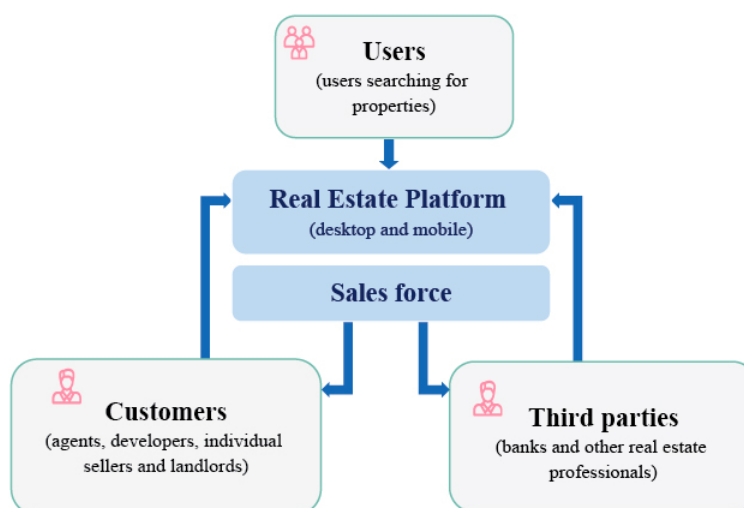 Users
(users searching for
properties)
Real Estate Platform
(desktop and mobile)
Sales force
Customers
(agents, developers, individual
sellers and landlords)
Third parties
(banks and other real estate
professionals)